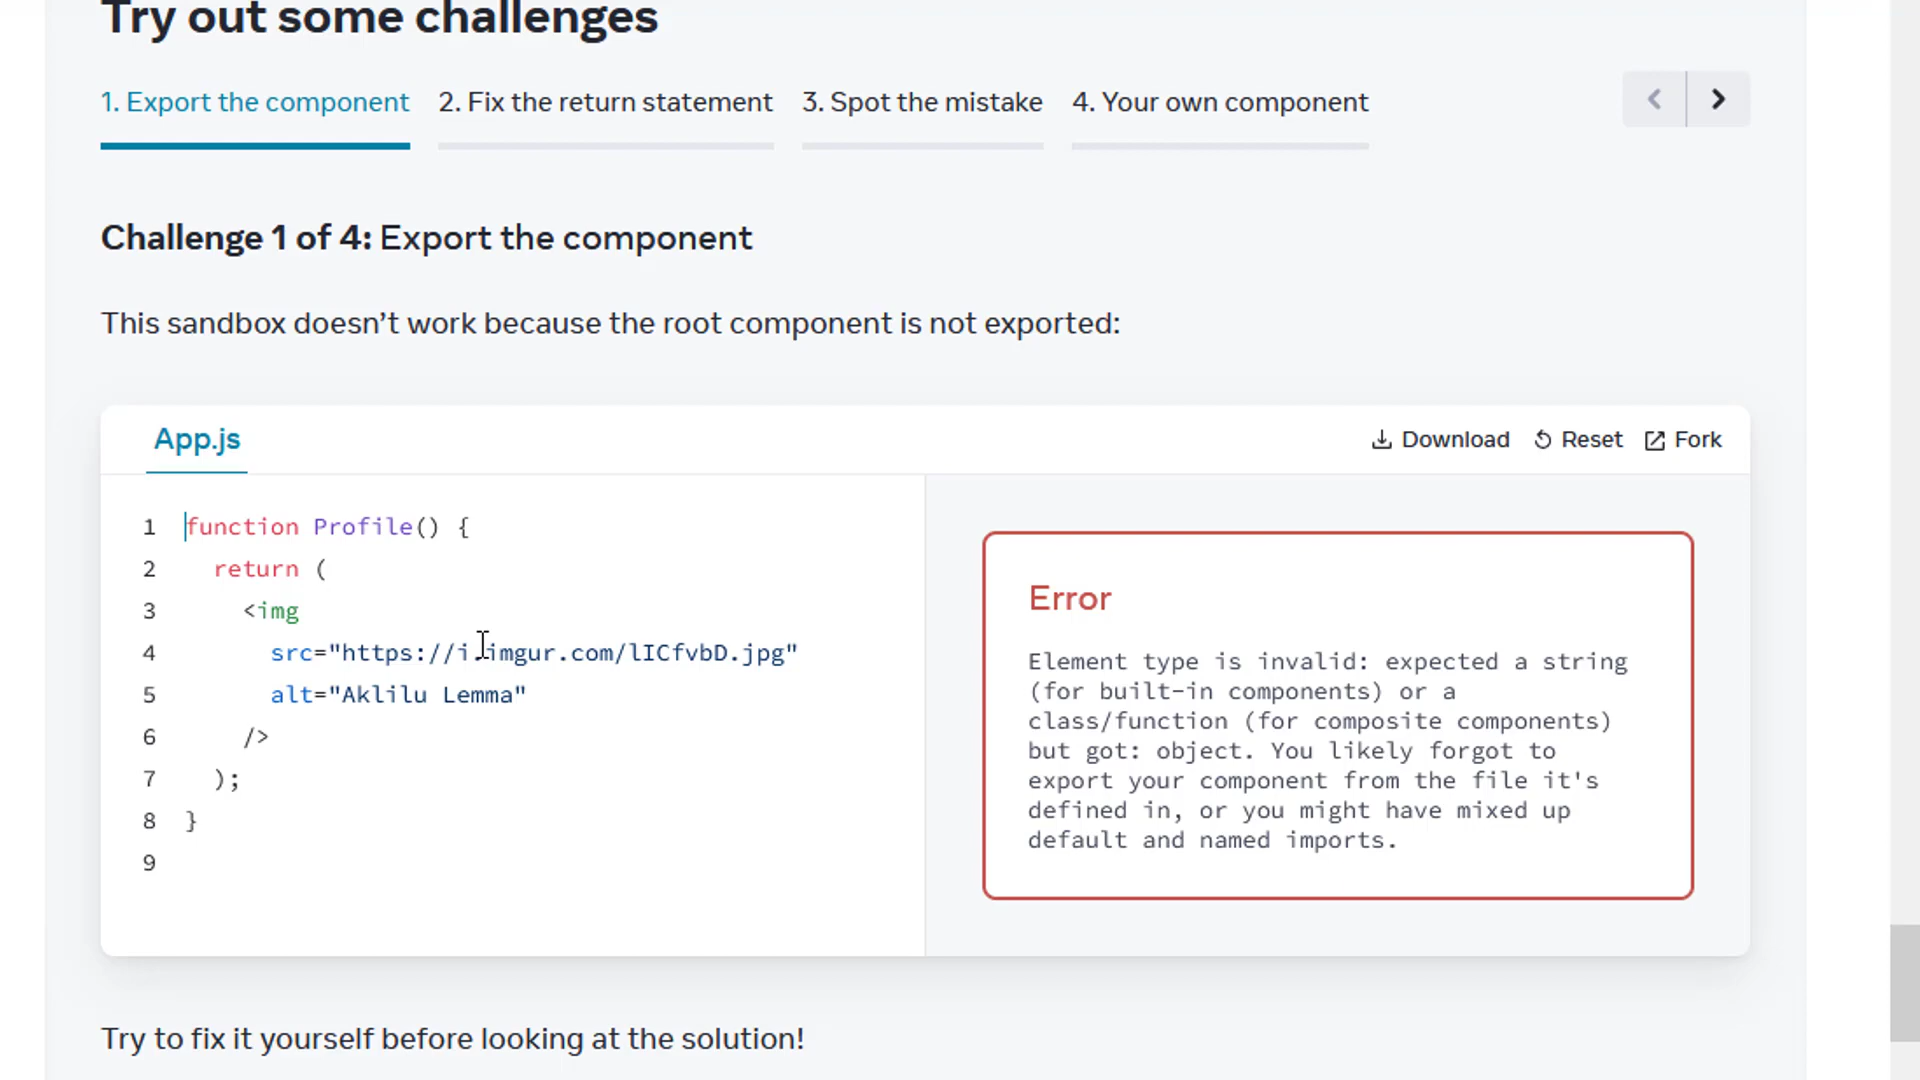 Try out some challenges
1. Export the component 2. Fix the return statement 3. Spot the mistake 4. Your own component
Challenge 1 of 4: Export the component
This sandbox doesn’t work because the root component is not exported:
App.js Download Reset Fork
1 function Profile() {
2 return (
3 <img
4 src="https://i.imgur.com/lICfvbD.jpg"
5 alt="Aklilu Lemma"
6 />
7 );
8 }
9
Error
Element type is invalid: expected a string
(for built-in components) or a
class/function (for composite components)
but got: object. You likely forgot to
export your component from the file it's
defined in, or you might have mixed up
default and named imports.
Try to fix it yourself before looking at the solution!